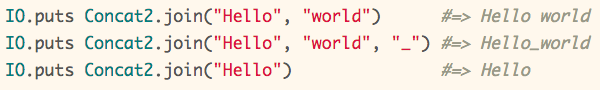 IO.puts Concat2.join("Hello", "world")      #=> Hello world
IO.puts Concat2.join("Hello", "world", "_") #=> Hello_world
IO.puts Concat2.join("Hello")               #=> Hello